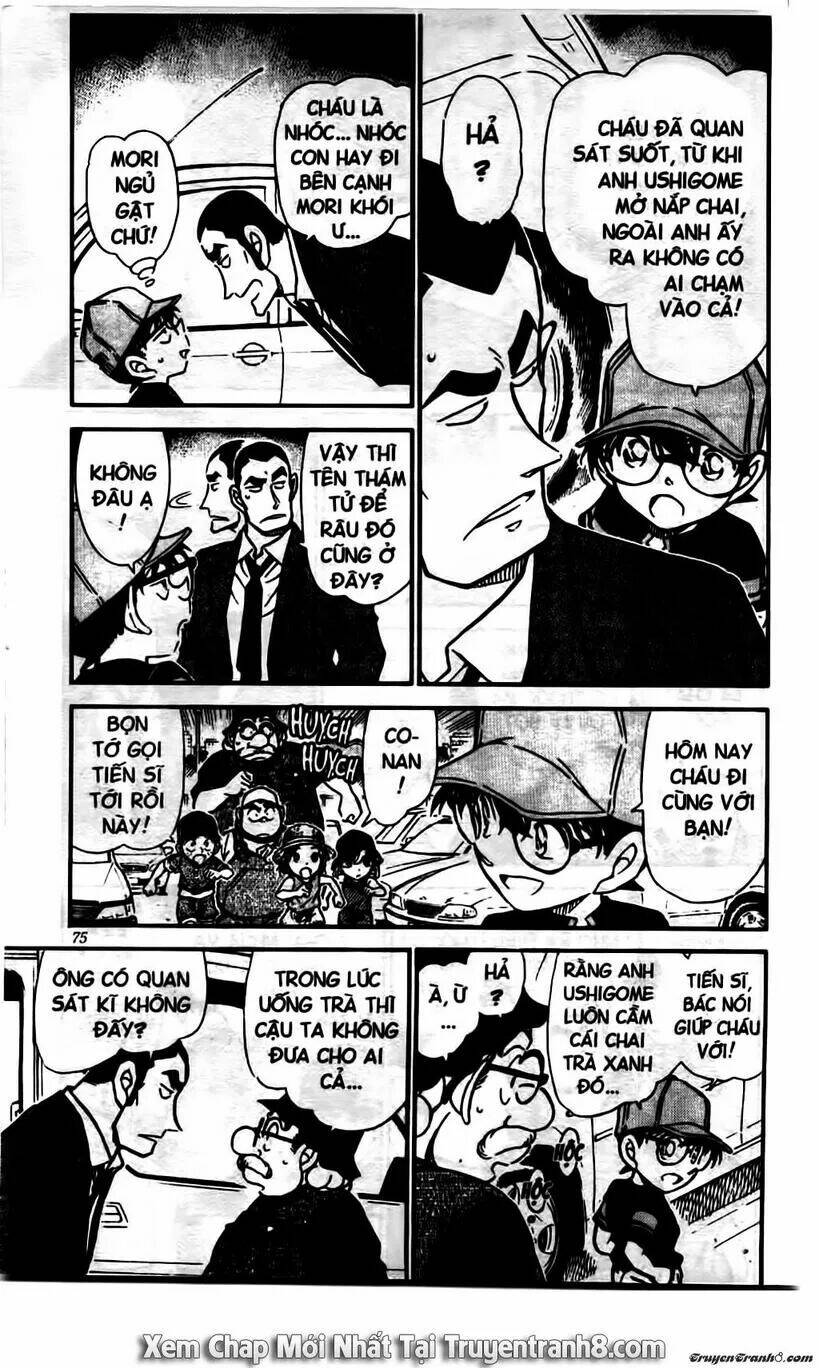 CHÁU ĐÃ QUAN
SÁT SUỐT, TỪ KHI
ANH USHIGOME
MỞ NẮP CHAI,
NGOÀI ANH ẤY
RA KHÔNG CÓ
AI CHẠM
VÀO CẢ!
HẢ
?
CHÁU LÀ
NHÓC... NHÓC
CON HAY ĐI
BÊN CẠNH
MORI KHÓI
Ư...
MORI
NGỦ
GẬT
CHỨ!
VẬY THÌ
TÊN THÁM
TỬ ĐỂ
RÂU ĐÓ
CŨNG Ở
ĐÂY?
KHÔNG
ĐÂU Ạ
!
HÔM NAY
CHÁU ĐI
CÙNG VỚI
BẠN!
CO-
NAN
!
HUỲCH
HUỲCH
BỌN
TỚ GỌI
TIẾN SĨ
TỚI RỒI
NÀY!
75
TIẾN SĨ,
BÁC NÓI
GIÚP CHÁU
VỚI!
RẰNG ANH
USHIGOME
LUÔN CẦM
CÁI CHAI
TRÀ XANH
ĐÓ...
HẢ
?
À, Ừ
...
HỘC
HỘC
TRONG LÚC
UỐNG TRÀ THÌ
CẬU TA KHÔNG
ĐƯA CHO AI
CẢ...
ÔNG CÓ QUAN
SÁT KĨ KHÔNG
ĐẤY?
Xem Chap Mới Nhất Tại Truyentranh8.com
TruyenTranh8.com